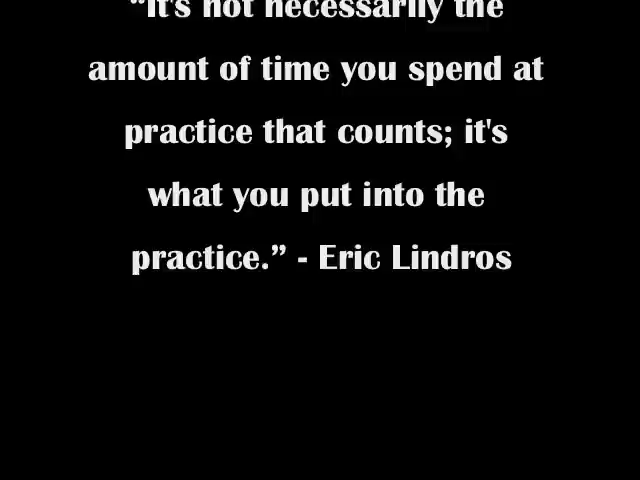 “It's not necessarily the
amount of time you spend at
practice that counts; it's
what you put into the
practice.” - Eric Lindros